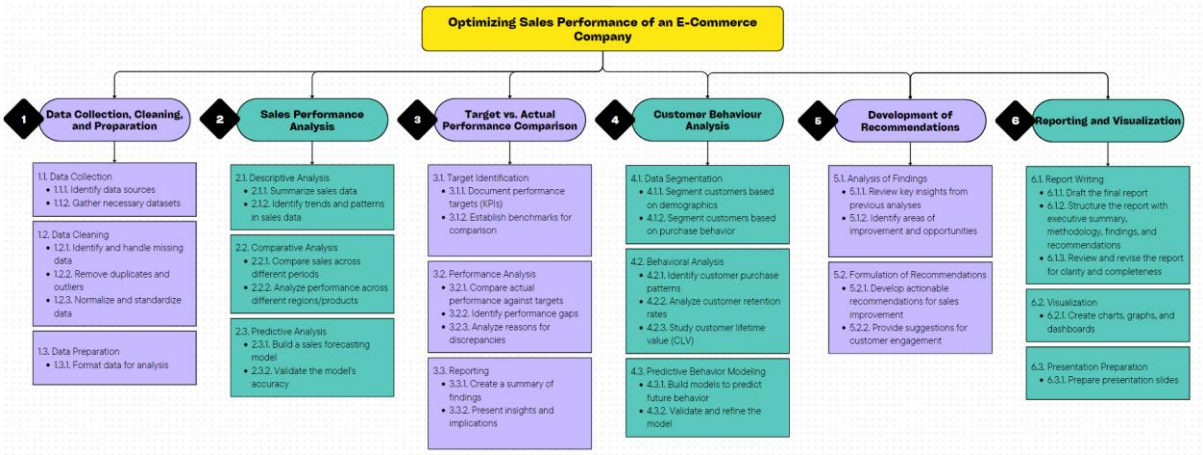 Optimizing Sales Performance of an E-Commerce
Company
1
Data Collection, Cleaning,
and Preparation
1.1. Data Collection
• 1.1.1. Identify data sources
• 1.1.2. Gather necessary datasets
1.2. Data Cleaning
• 1.2.1. Identify and handle missing
data
• 1.2.2. Remove duplicates and
outliers
• 1.2.3. Normalize and standardize
data
1.3. Data Preparation
• 1.3.1. Format data for analysis
2
Sales Performance
Analysis
2.1. Descriptive Analysis
• 2.1.1. Summarize sales data
• 2.1.2. Identify trends and patterns
in sales data
2.2. Comparative Analysis
• 2.2.1. Compare sales across
different periods
• 2.2.2. Analyze performance across
different regions/products
2.3. Predictive Analysis
• 2.3.1. Build a sales forecasting
model
• 2.3.2. Validate the model's
accuracy
3
Target vs. Actual
Performance Comparison
3.1. Target Identification
• 3.1.1. Document performance
targets (KPIs)
• 3.1.2. Establish benchmarks for
comparison
3.2. Performance Analysis
• 3.2.1. Compare actual
performance against targets
• 3.2.2. Identify performance gaps
• 3.2.3. Analyze reasons for
discrepancies
3.3. Reporting
• 3.3.1. Create a summary of
findings
• 3.3.2. Present insights and
implications
4
Customer Behaviour
Analysis
4.1. Data Segmentation
• 4.1.1. Segment customers based
on demographics
• 4.1.2. Segment customers based
on purchase behavior
4.2. Behavioral Analysis
• 4.2.1. Identify customer purchase
patterns
• 4.2.2. Analyze customer retention
rates
• 4.2.3. Study customer lifetime
value (CLV)
4.3. Predictive Behavior Modeling
• 4.3.1. Build models to predict
future behavior
• 4.3.2. Validate and refine the
model
5
Development of
Recommendations
5.1. Analysis of Findings
• 5.1.1. Review key insights from
previous analyses
• 5.1.2. Identify areas of
improvement and opportunities
5.2. Formulation of Recommendations
• 5.2.1. Develop actionable
recommendations for sales
improvement
• 5.2.2. Provide suggestions for
customer engagement
6
Reporting and Visualization
6.1. Report Writing
• 6.1.1. Draft the final report
• 6.1.2. Structure the report with
executive summary,
methodology, findings, and
recommendations
• 6.1.3. Review and revise the report
for clarity and completeness
6.2. Visualization
• 6.2.1. Create charts, graphs, and
dashboards
6.3. Presentation Preparation
• 6.3.1. Prepare presentation slides